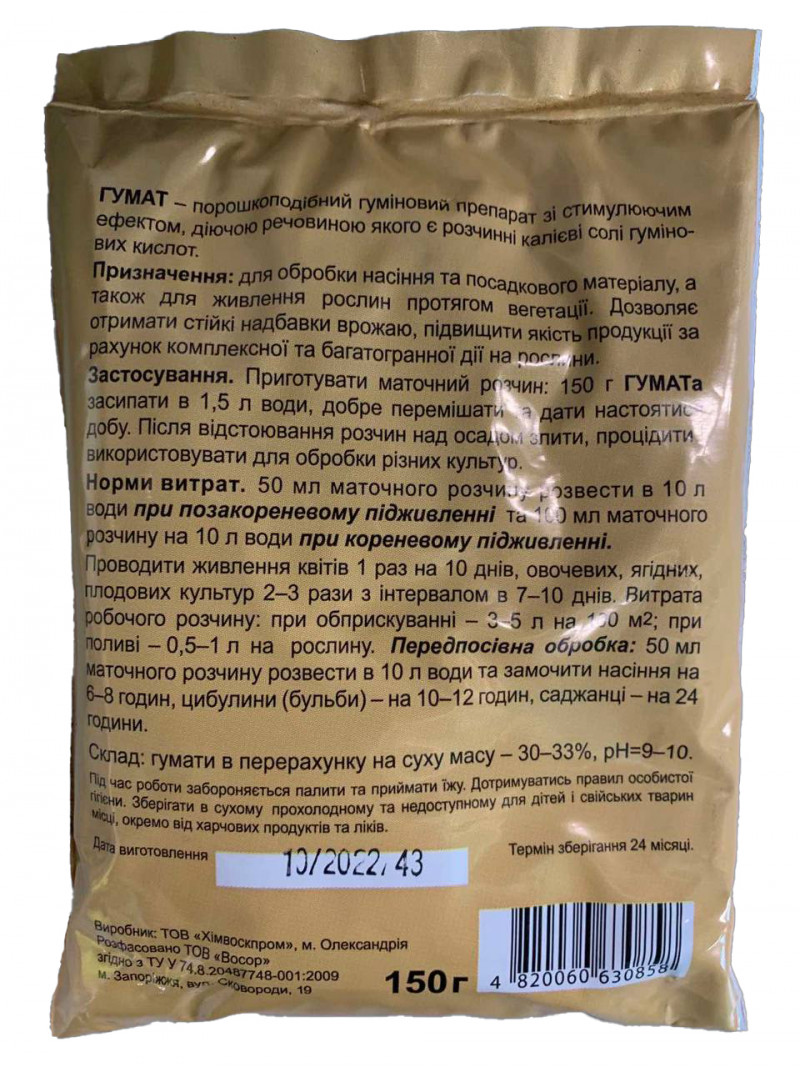 ГУМАТ – порошкоподібний гуміновий препарат зі стимулюючим
ефектом, діючою речовиною якого є розчинні калієві солі гуміно-
вих кислот.
Призначення: для обробки насіння та посадкового матеріалу, а
також для живлення рослин протягом вегетації. Дозволяє
отримати стійкі надбавки врожаю, підвищити якість продукції за
рахунок комплексної та багатогранної дії на рослини.
Застосування. Приготувати маточний розчин: 150 г ГУМАТа
засипати в 1,5 л води, добре перемішати а дати настоятись
добу. Після відстоювання розчин над осадом злити, процідити
використовувати для обробки різних культур.
Норми витрат. 50 мл маточного розчину розвести в 10 л
води при позакореневому підживленні та 100 мл маточного
розчину на 10 л води при кореневому підживленні.
Проводити живлення квітів 1 раз на 10 днів, овочевих, ягідних,
плодових культур 2–3 рази з інтервалом в 7–10 днів. Витрата
робочого розчину: при обприскуванні – 3–5 л на 100 м2; при
поливі – 0,5–1 л на рослину. Передпосівна обробка: 50 мл
маточного розчину розвести в 10 л води та замочити насіння на
6–8 годин, цибулини (бульби) – на 10–12 годин, саджанці – на 24
години.
Склад: гумати в перерахунку на суху масу – 30–33%, pH=9–10.
Під час роботи забороняється палити та приймати їжу. Дотримуватись правил особистої
гігієни. Зберігати в сухому прохолодному та недоступному для дітей і свійських тварин
місці, окремо від харчових продуктів та ліків.
Дата виготовлення 10/2022, 43 Термін зберігання 24 місяці.
Виробник: ТОВ «Хімвоскпром», м. Олександрія
Розфасовано ТОВ «Восор»
згідно з ТУ У 74.8.20487748-001:2009
м. Запоріжжя, вул. Сковороди, 19
150 г
4 820060 630858